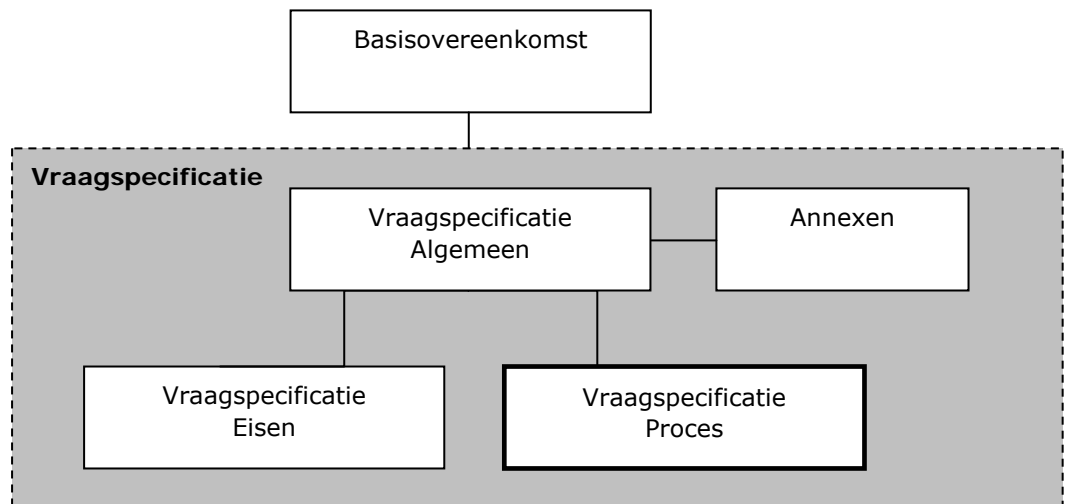 Basisovereenkomst
Vraagspecificatie
Vraagspecificatie
Algemeen
Annexen
Vraagspecificatie
Eisen
Vraagspecificatie
Proces